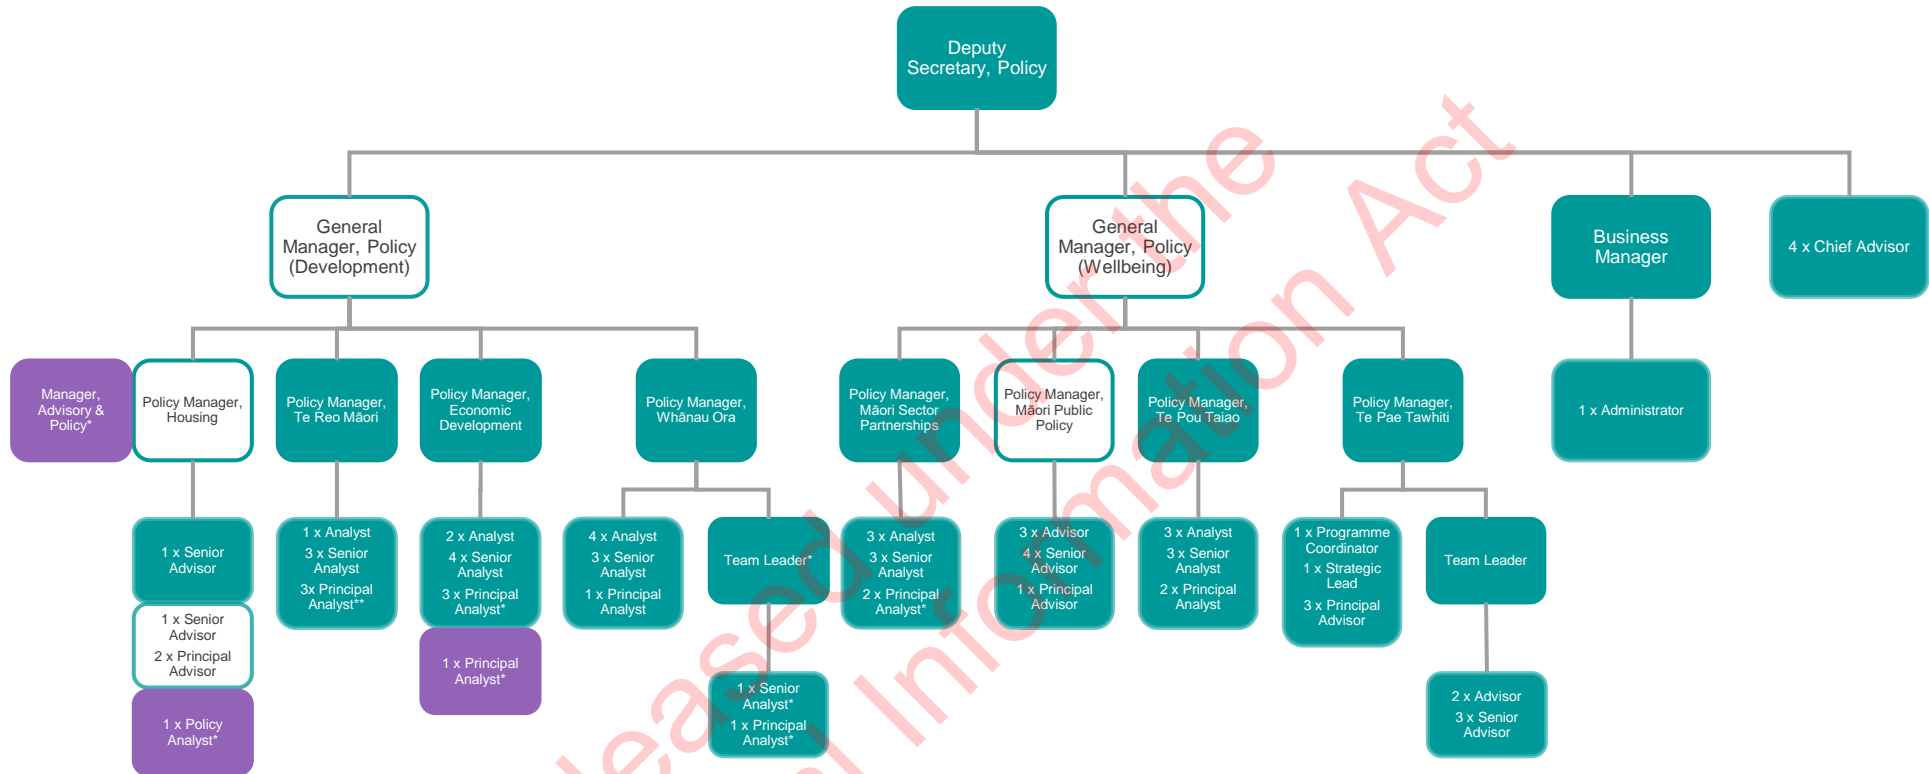 Deputy
Secretary, Policy
General
Manager, Policy
(Development)
General
Manager, Policy
(Wellbeing)
Business
Manager
4 x Chief Advisor
Manager,
Advisory &
Policy*
Policy Manager,
Housing
Policy Manager,
Te Reo Māori
Policy Manager,
Economic
Development
Policy Manager,
Whānau Ora
Policy Manager,
Māori Sector
Partnerships
Policy Manager,
Māori Public
Policy
Policy Manager,
Te Pou Taiao
Policy Manager,
Te Pae Tawhiti
1 x Administrator
1 x Senior
Advisor
1 x Senior
Advisor
2 x Principal
Advisor
1 x Policy
Analyst*
1 x Analyst
3 x Senior
Analyst
3x Principal
Analyst**
2 x Analyst
4 x Senior
Analyst
3 x Principal
Analyst*
1 x Principal
Analyst*
4 x Analyst
3 x Senior
Analyst
1 x Principal
Analyst
Team Leader*
1 x Senior
Analyst*
1 x Principal
Analyst*
3 x Analyst
3 x Senior
Analyst
2 x Principal
Analyst*
3 x Advisor
4 x Senior
Advisor
1 x Principal
Advisor
3 x Analyst
3 x Senior
Analyst
2 x Principal
Analyst
1 x Programme
Coordinator
1 x Strategic
Lead
3 x Principal
Advisor
Team Leader
2 x Advisor
3 x Senior
Advisor
leased under the
al Information Act